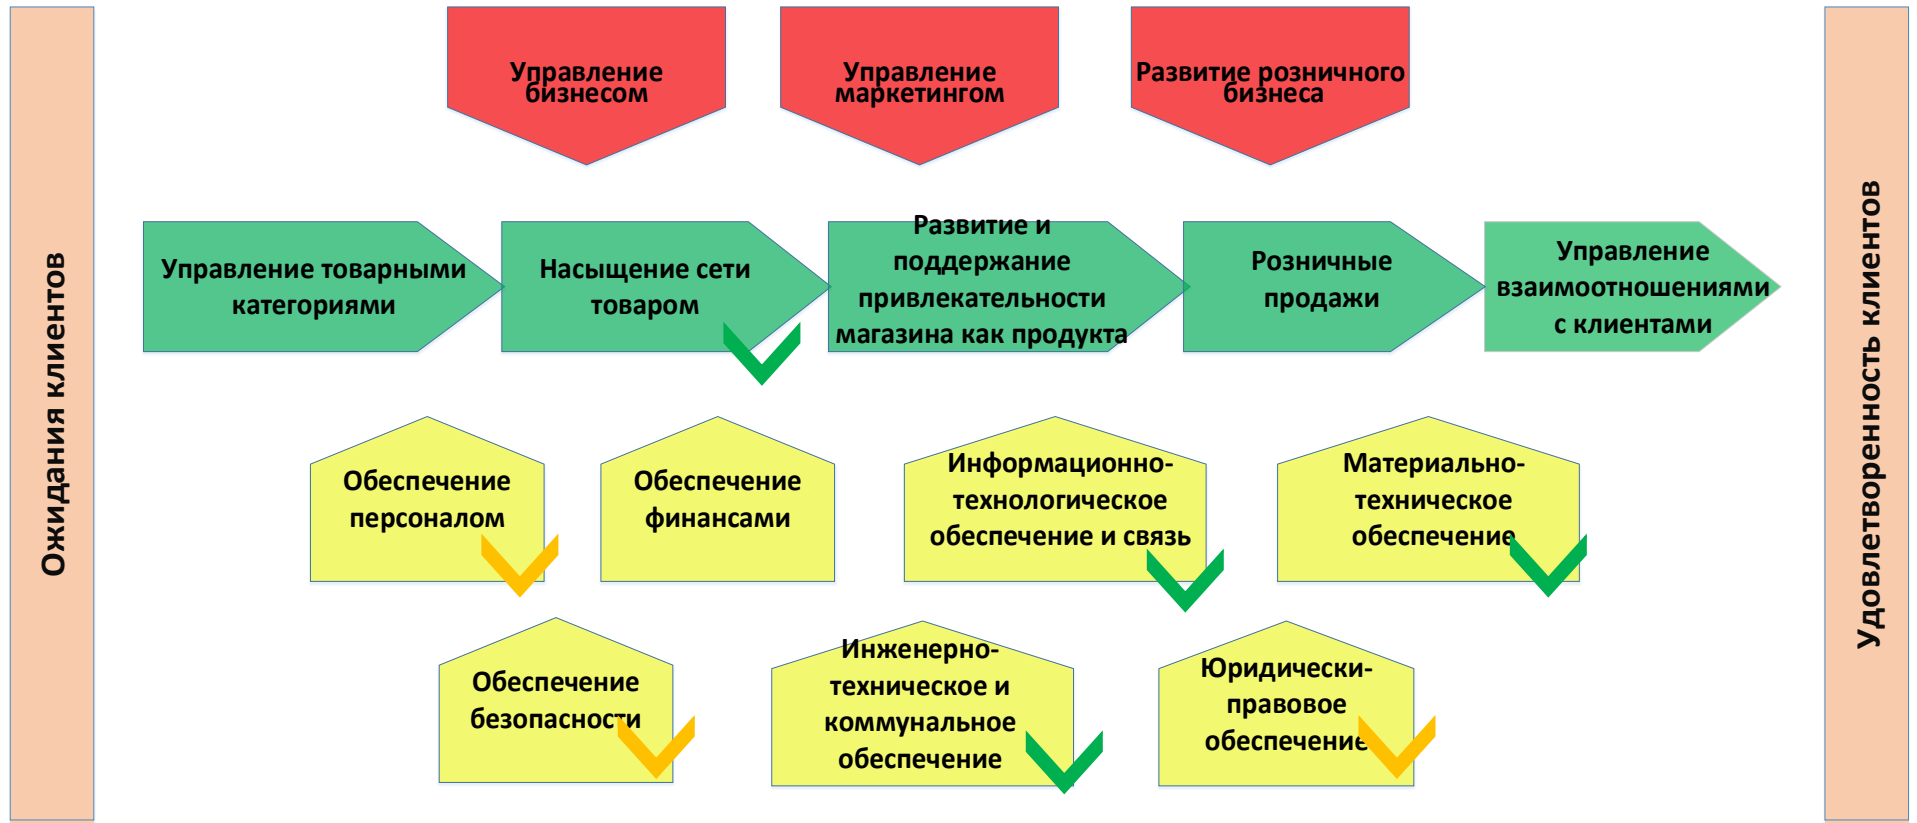 Ожидания клиентов
Управление
бизнесом
Управление
маркетингом
Развитие розничного
бизнеса
Управление товарными
категориями
Насыщение сети
товаром
Развитие и
поддержание
привлекательности
магазина как продукта
Розничные
продажи
Управление
взаимоотношениями
с клиентами
Обеспечение
персоналом
Обеспечение
финансами
Информационно-
технологическое
обеспечение и связь
Материально-
техническое
обеспечение
Обеспечение
безопасности
Инженерно-
техническое и
коммунальное
обеспечение
Юридически-
правовое
обеспечение
Удовлетворенность клиентов